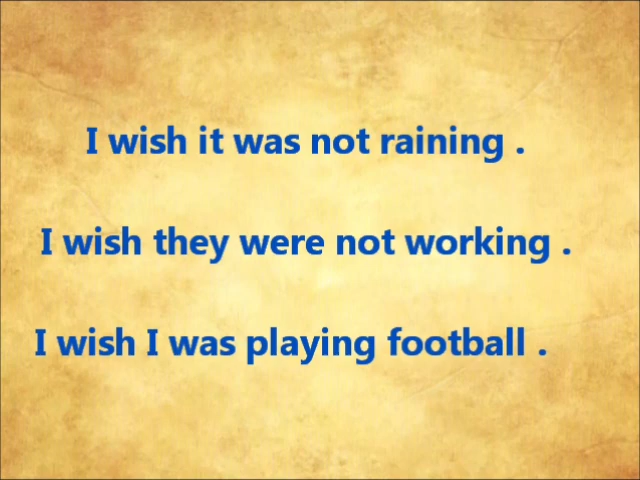 I wish it was not raining .
I wish they were not working .
I wish I was playing football .